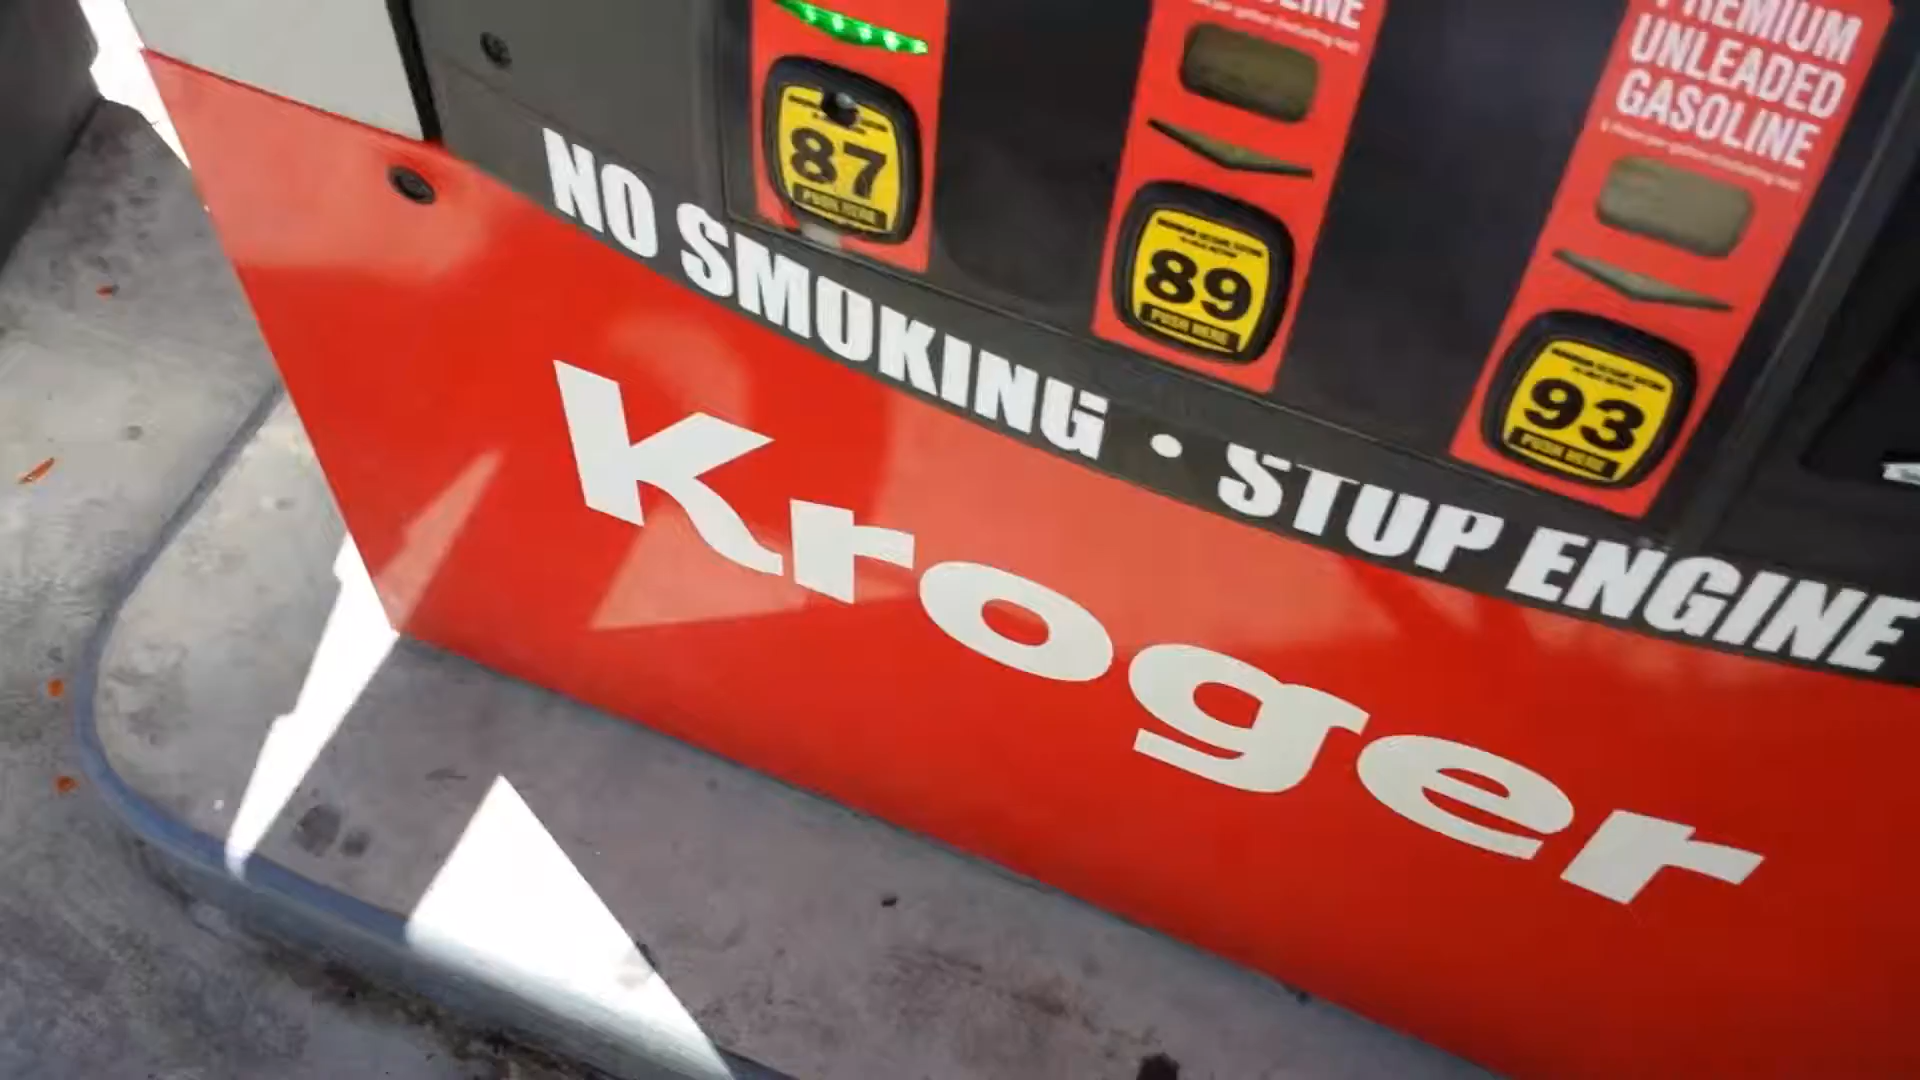 PREMIUM
UNLEADED
GASOLINE
87
PUSH HERE
89
PUSH HERE
93
PUSH HERE
NO SMOKING • STOP ENGINE
Kroger